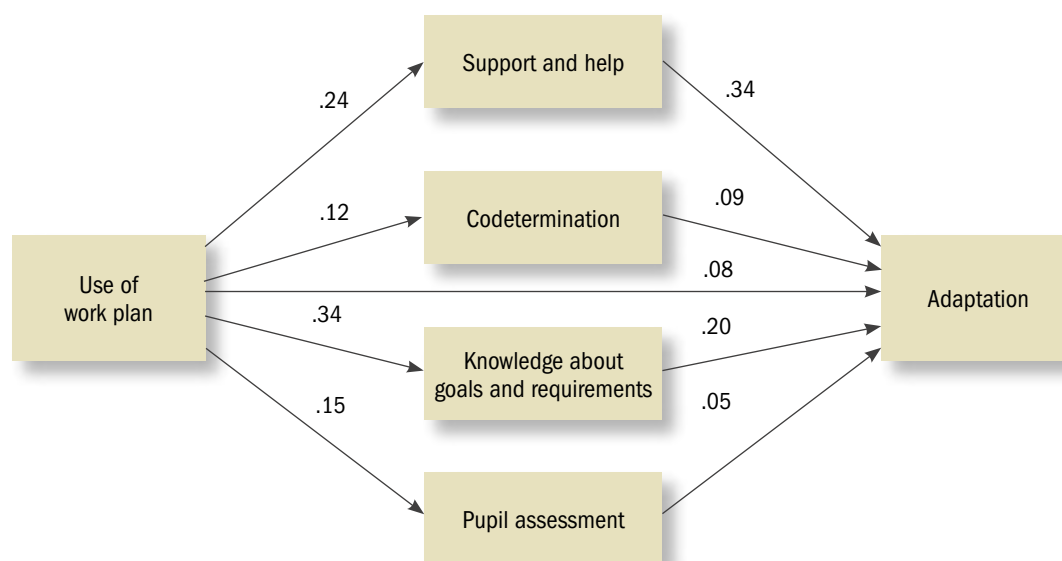 Support and help
.24
.34
Codetermination
.12
.09
Use of
work plan
.08
Adaptation
.34
.20
Knowledge about
goals and requirements
.15
.05
Pupil assessment